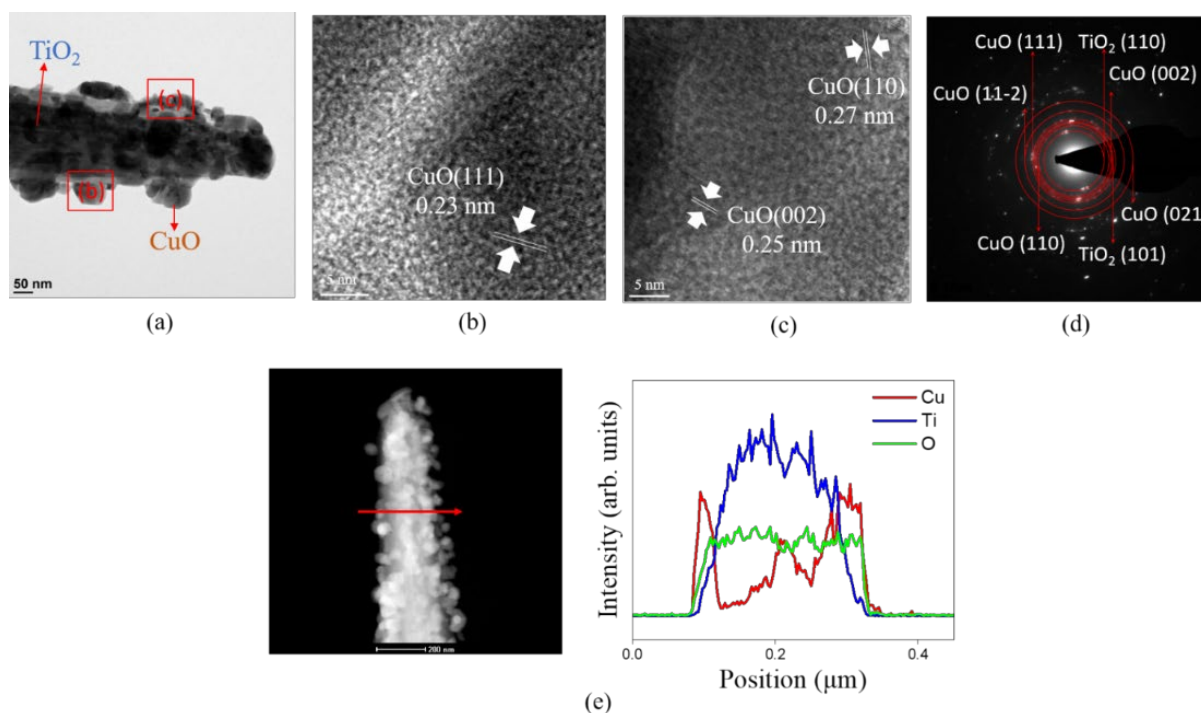 TiO2
(c)
(b)
CuO
50 nm
(a)
CuO(111)
0.23 nm
5 nm
(b)
CuO(110)
0.27 nm
CuO(002)
0.25 nm
5 nm
(c)
CuO (111)
TiO2 (110)
CuO (002)
CuO (11-2)
CuO (021)
CuO (110)
TiO2 (101)
(d)
200 nm
Cu
Ti
O
Intensity (arb. units)
0.0
0.2
0.4
Position (μm)
(e)